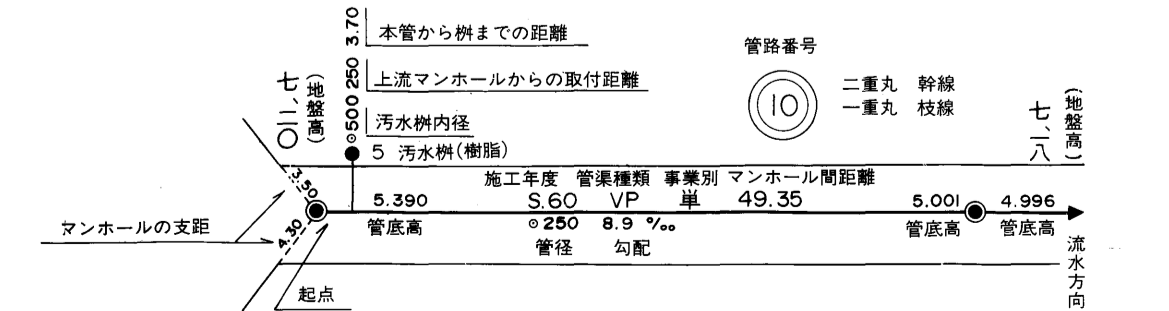 ⊙500 250 3.70
本管から桝までの距離
上流マンホールからの取付距離
汚水桝内径
5 汚水桝(樹脂)
七、二〇
(地盤高)
管路番号
10
二重丸 幹線
一重丸 枝線
七、二八
(地盤高)
施工年度 管渠種類 事業別 マンホール間距離
3.50
5.390 S.60 VP 単 49.35 5.001 4.996
管底高 ⊙250 8.9 ‰ 管底高 管底高
管径 勾配
マンホールの支距
4.30
起点
流水方向